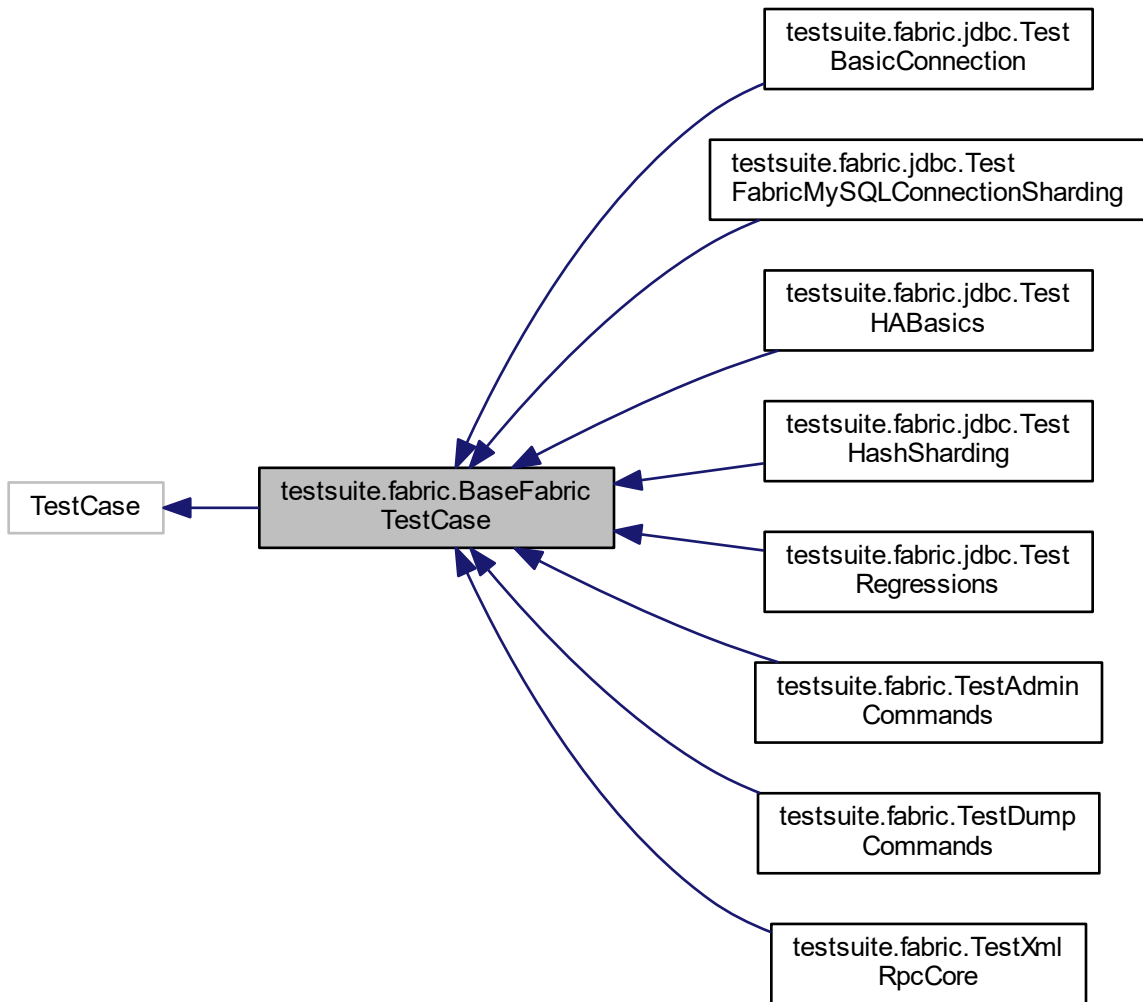 testsuite.fabric.jdbc.Test
BasicConnection
testsuite.fabric.jdbc.Test
FabricMySQLConnectionSharding
testsuite.fabric.jdbc.Test
HABasics
testsuite.fabric.jdbc.Test
HashSharding
TestCase
testsuite.fabric.BaseFabric
TestCase
testsuite.fabric.jdbc.Test
Regressions
testsuite.fabric.TestAdmin
Commands
testsuite.fabric.TestDump
Commands
testsuite.fabric.TestXml
RpcCore